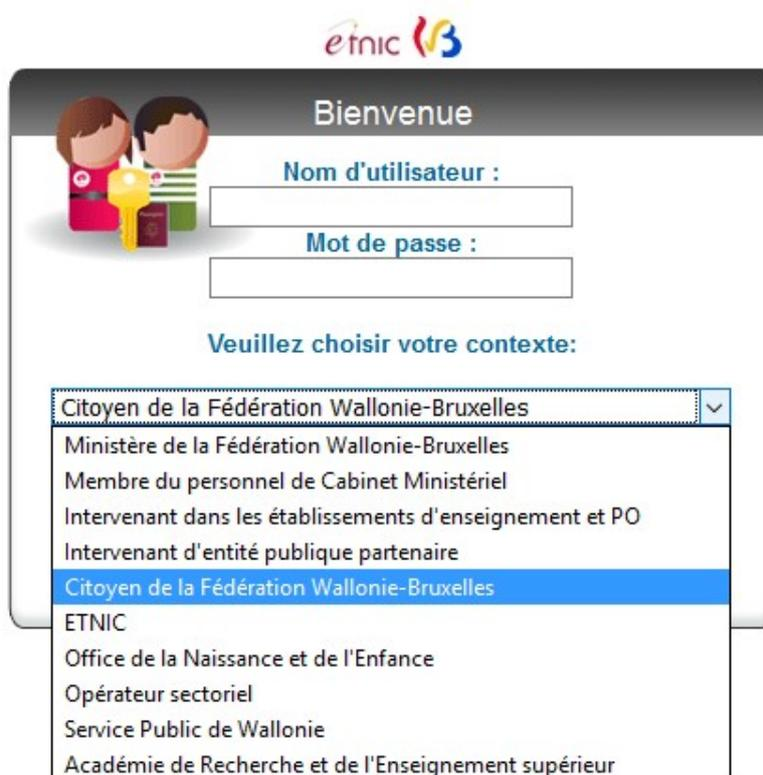 etnic
Bienvenue
Nom d'utilisateur :
Mot de passe :
Veuillez choisir votre contexte:
Citoyen de la Fédération Wallonie-Bruxelles
Ministère de la Fédération Wallonie-Bruxelles
Membre du personnel de Cabinet Ministériel
Intervenant dans les établissements d'enseignement et PO
Intervenant d'entité publique partenaire
Citoyen de la Fédération Wallonie-Bruxelles
ETNIC
Office de la Naissance et de l'Enfance
Opérateur sectoriel
Service Public de Wallonie
Académie de Recherche et de l'Enseignement supérieur